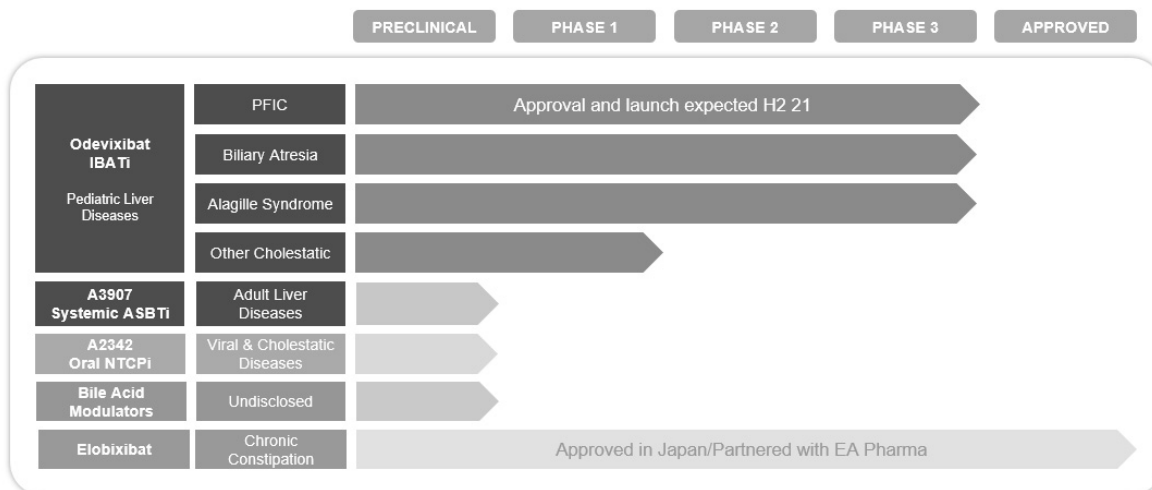 PRECLINICAL PHASE 1 PHASE 2 PHASE 3 APPROVED
Odevixibat
IBATi
Pediatric Liver
Diseases
PFIC
Approval and launch expected H2 21
Biliary Atresia
Alagille Syndrome
Other Cholestatic
A3907
Systemic ASBTi
Adult Liver
Diseases
A2342
Oral NTCPi
Viral & Cholestatic
Diseases
Bile Acid
Modulators
Undisclosed
Elobixibat
Chronic
Constipation
Approved in Japan/Partnered with EA Pharma